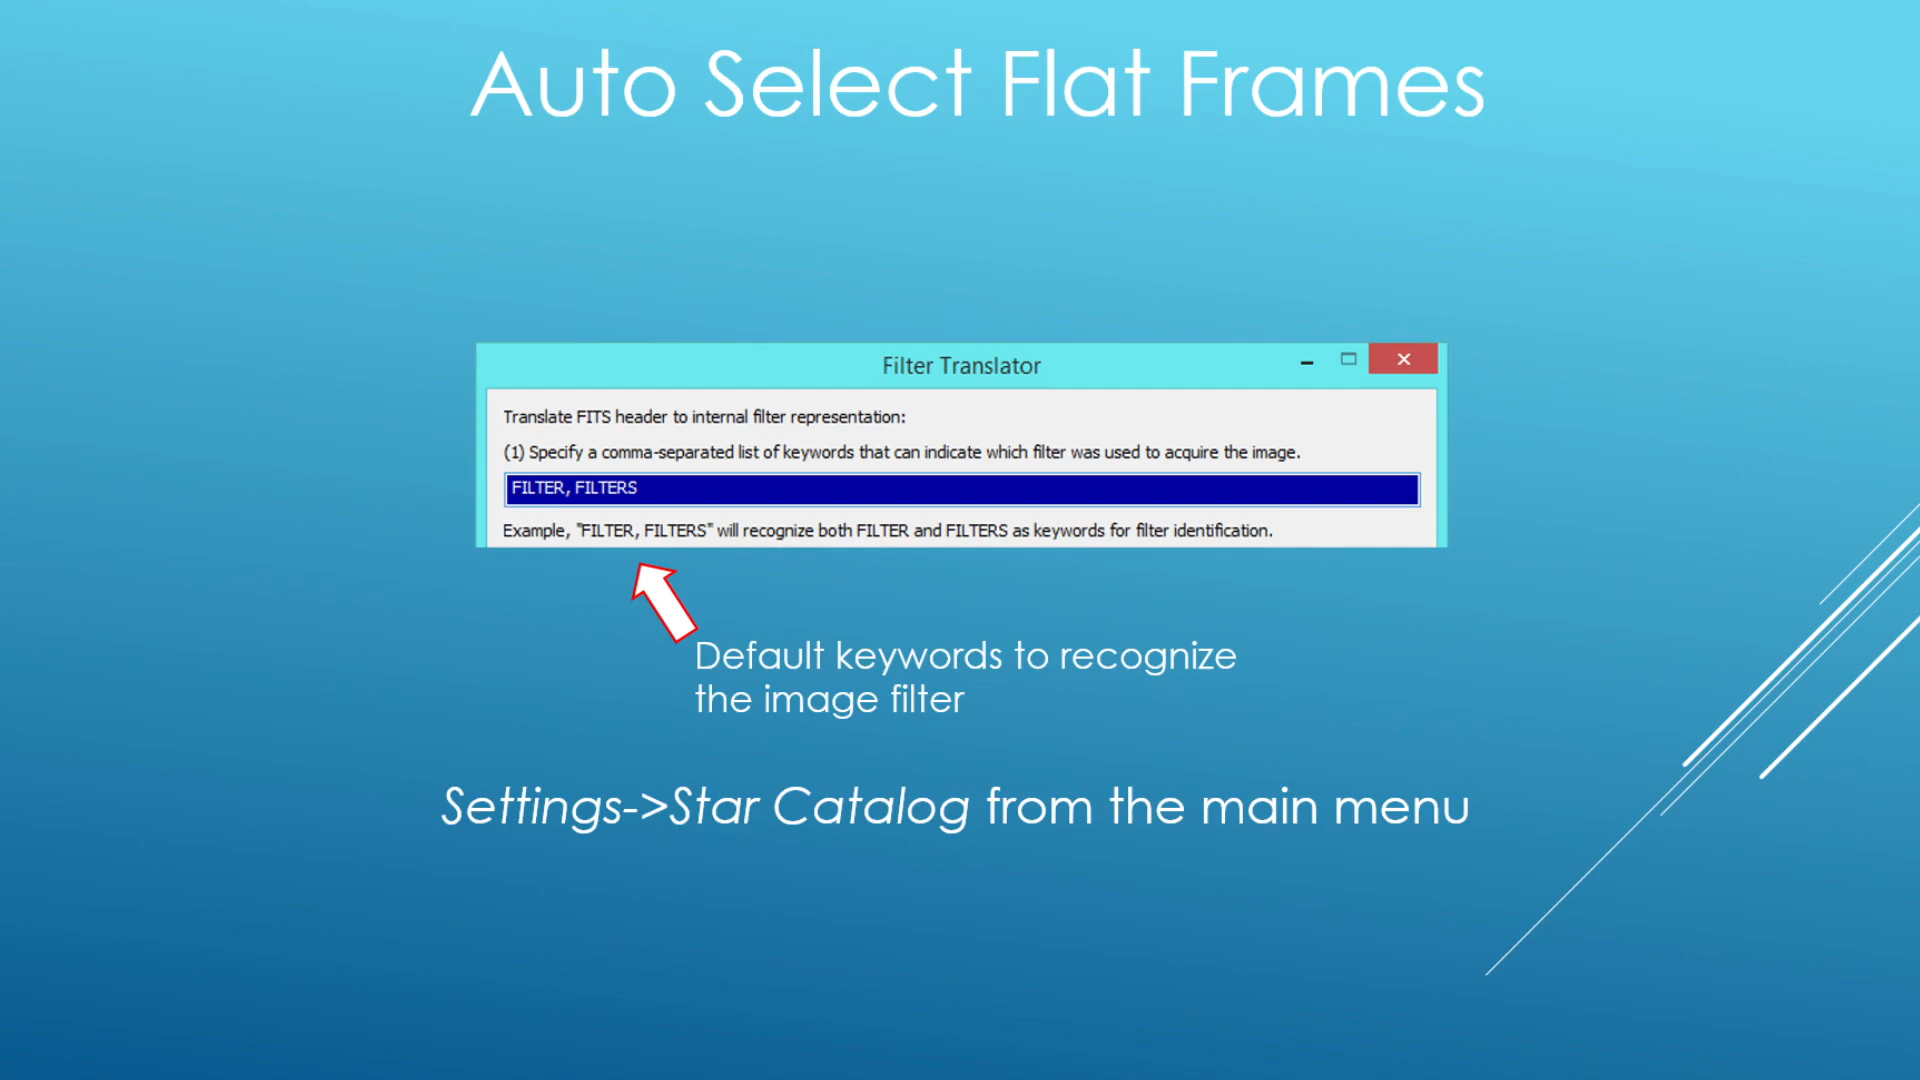 Auto Select Flat Frames
Filter Translator
Translate FITS header to internal filter representation:
(1) Specify a comma-separated list of keywords that can indicate which filter was used to acquire the image.
FILTER, FILTERS
Example, "FILTER, FILTERS" will recognize both FILTER and FILTERS as keywords for filter identification.
Default keywords to recognize
the image filter
Settings->Star Catalog from the main menu